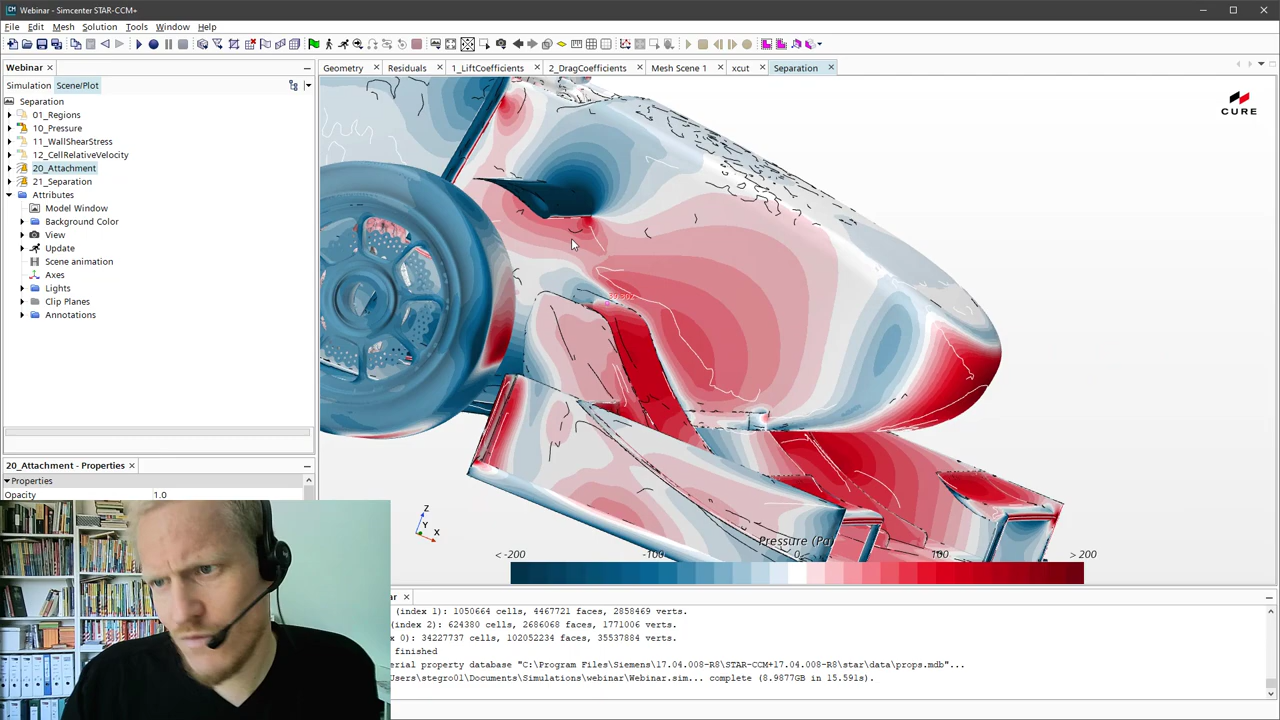 Webinar - Simcenter STAR-CCM+
File Edit Mesh Solution Tools Window Help
Webinar
Simulation Scene/Plot
Separation
01_Regions
10_Pressure
11_WallShearStress
12_CellRelativeVelocity
20_Attachment
21_Separation
Attributes
Model Window
Background Color
View
Update
Scene animation
Axes
Lights
Clip Planes
Annotations
20_Attachment - Properties
Properties
Opacity 1.0
Geometry Residuals 1_LiftCoefficients 2_DragCoefficients Mesh Scene 1 xcut Separation
CURE
Z
Y
X
Pressure (Pa)
< -200 -100 0 100 > 200
(index 1): 1050664 cells, 4467721 faces, 2858469 verts.
(index 2): 624380 cells, 2686068 faces, 1771006 verts.
index 0): 34227737 cells, 102052234 faces, 35537884 verts.
finished
erial property database "C:\Program Files\Siemens\17.04.008-R8\STAR-CCM+17.04.008-R8\star\data\props.mdb"...
sers\stegro01\Documents\Simulations\webinar\Webinar.sim... complete (8.9877GB in 15.591s).